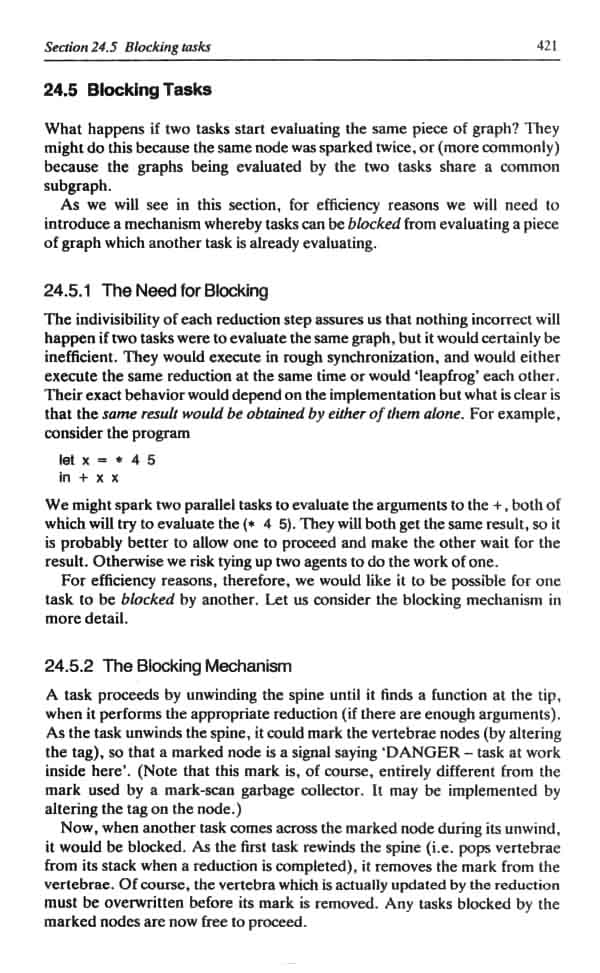 Section 24.5 Blocking tasks 421
24.5 Blocking Tasks
What happens if two tasks start evaluating the same piece of graph? They
might do this because the same node was sparked twice, or (more commonly)
because the graphs being evaluated by the two tasks share a common
subgraph.
As we will see in this section, for efficiency reasons we will need to
introduce a mechanism whereby tasks can be blocked from evaluating a piece
of graph which another task is already evaluating.
24.5.1 The Need for Blocking
The indivisibility of each reduction step assures us that nothing incorrect will
happen if two tasks were to evaluate the same graph, but it would certainly be
inefficient. They would execute in rough synchronization, and would either
execute the same reduction at the same time or would ‘leapfrog’ each other.
Their exact behavior would depend on the implementation but what is clear is
that the same result would be obtained by either of them alone. For example,
consider the program
let x = * 4 5
in + x x
We might spark two parallel tasks to evaluate the arguments to the +, both of
which will try to evaluate the (* 4 5). They will both get the same result, so it
is probably better to allow one to proceed and make the other wait for the
result. Otherwise we risk tying up two agents to do the work of one.
For efficiency reasons, therefore, we would like it to be possible for one
task to be blocked by another. Let us consider the blocking mechanism in
more detail.
24.5.2 The Blocking Mechanism
A task proceeds by unwinding the spine until it finds a function at the tip,
when it performs the appropriate reduction (if there are enough arguments).
As the task unwinds the spine, it could mark the vertebrae nodes (by altering
the tag), so that a marked node is a signal saying ‘DANGER – task at work
inside here’. (Note that this mark is, of course, entirely different from the
mark used by a mark-scan garbage collector. It may be implemented by
altering the tag on the node.)
Now, when another task comes across the marked node during its unwind,
it would be blocked. As the first task rewinds the spine (i.e. pops vertebrae
from its stack when a reduction is completed), it removes the mark from the
vertebrae. Of course, the vertebra which is actually updated by the reduction
must be overwritten before its mark is removed. Any tasks blocked by the
marked nodes are now free to proceed.